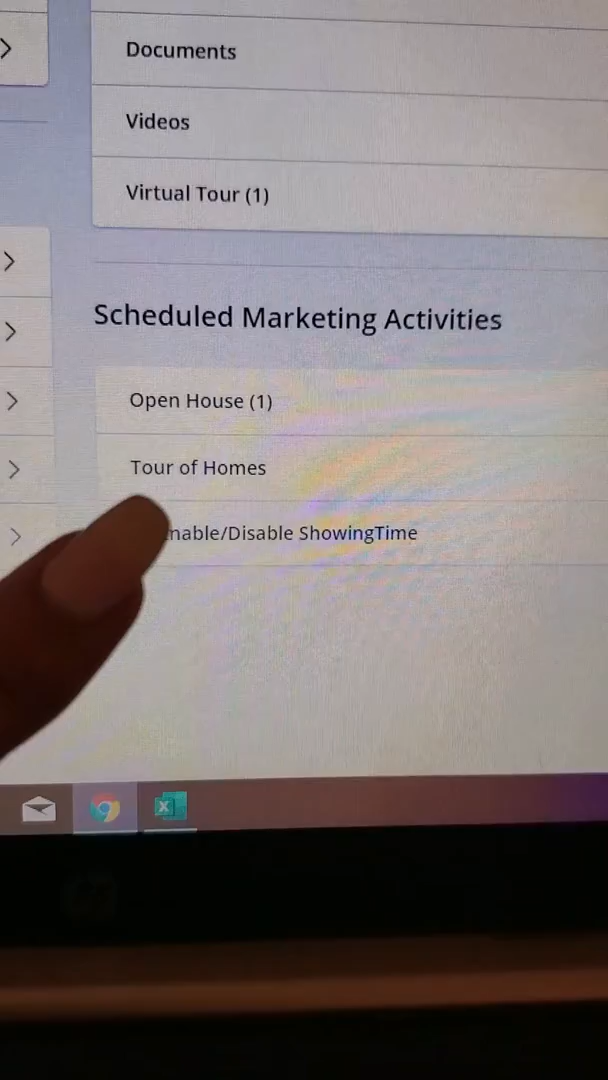 Documents
Videos
Virtual Tour (1)
Scheduled Marketing Activities
Open House (1)
Tour of Homes
nable/Disable ShowingTime